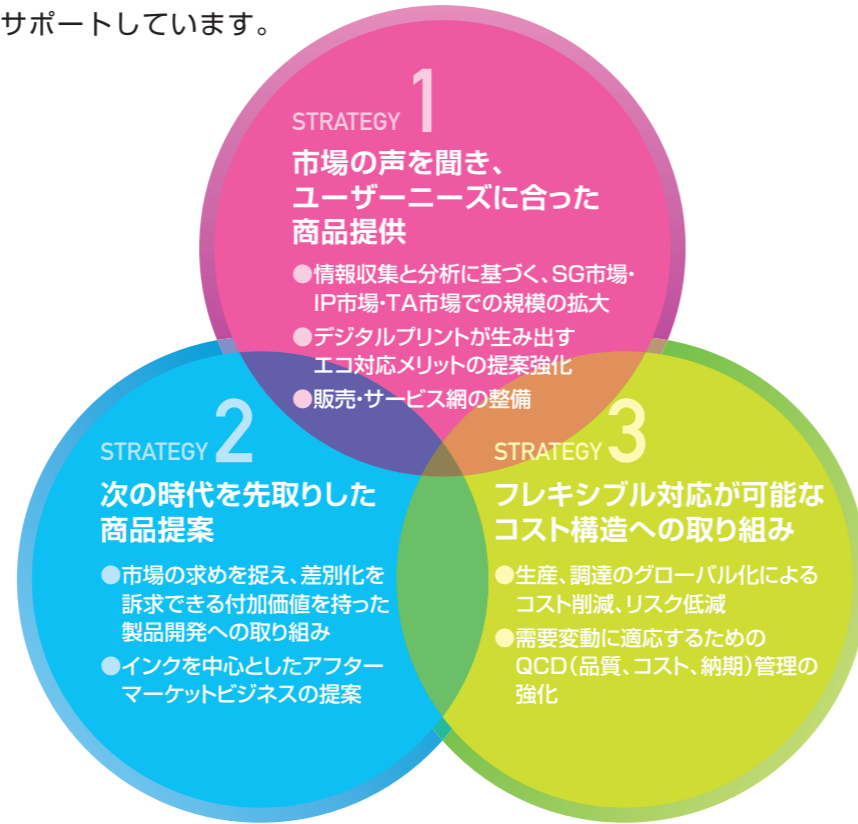 サポートしています。
STRATEGY 1
市場の声を聞き、
ユーザーニーズに合った
商品提供
●情報収集と分析に基づく、SG市場・
IP市場・TA市場での規模の拡大
●デジタルプリントが生み出す
エコ対応メリットの提案強化
●販売・サービス網の整備
STRATEGY 2
次の時代を先取りした
商品提案
●市場の求めを捉え、差別化を
訴求できる付加価値を持った
製品開発への取り組み
●インクを中心としたアフター
マーケットビジネスの提案
STRATEGY 3
フレキシブル対応が可能な
コスト構造への取り組み
●生産、調達のグローバル化による
コスト削減、リスク低減
●需要変動に適応するための
QCD（品質、コスト、納期）管理の
強化